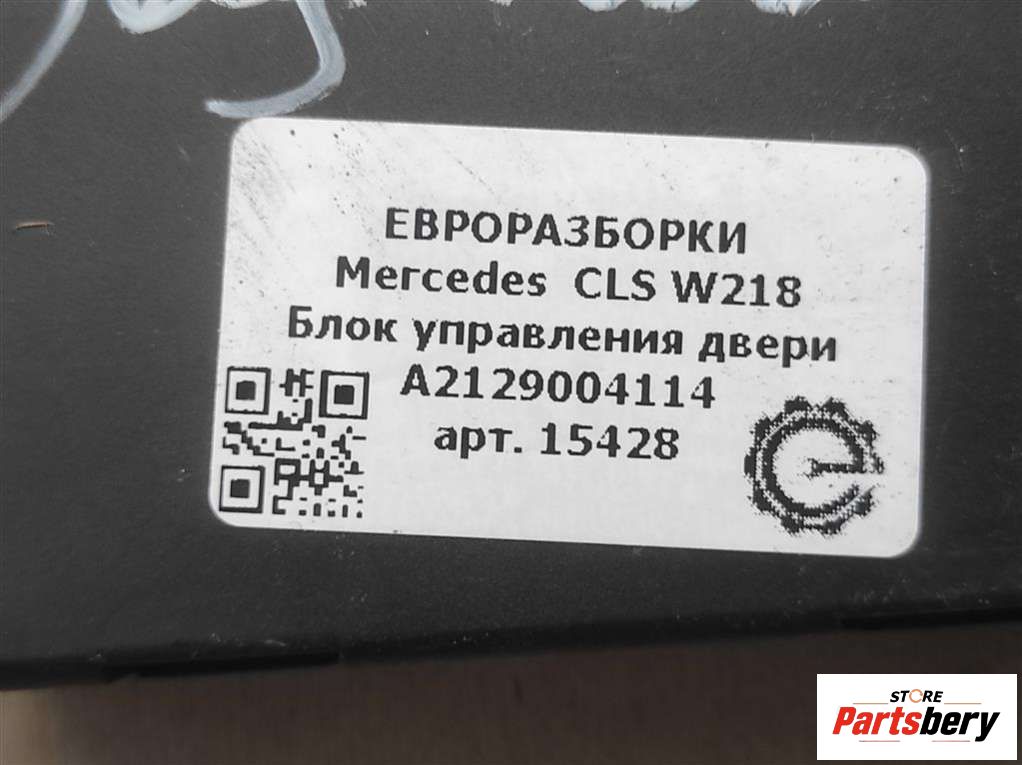 ЕВРОРАЗБОРКИ
Mercedes CLS W218
Блок управления двери
A2129004114
арт. 15428
STORE
Partsbery